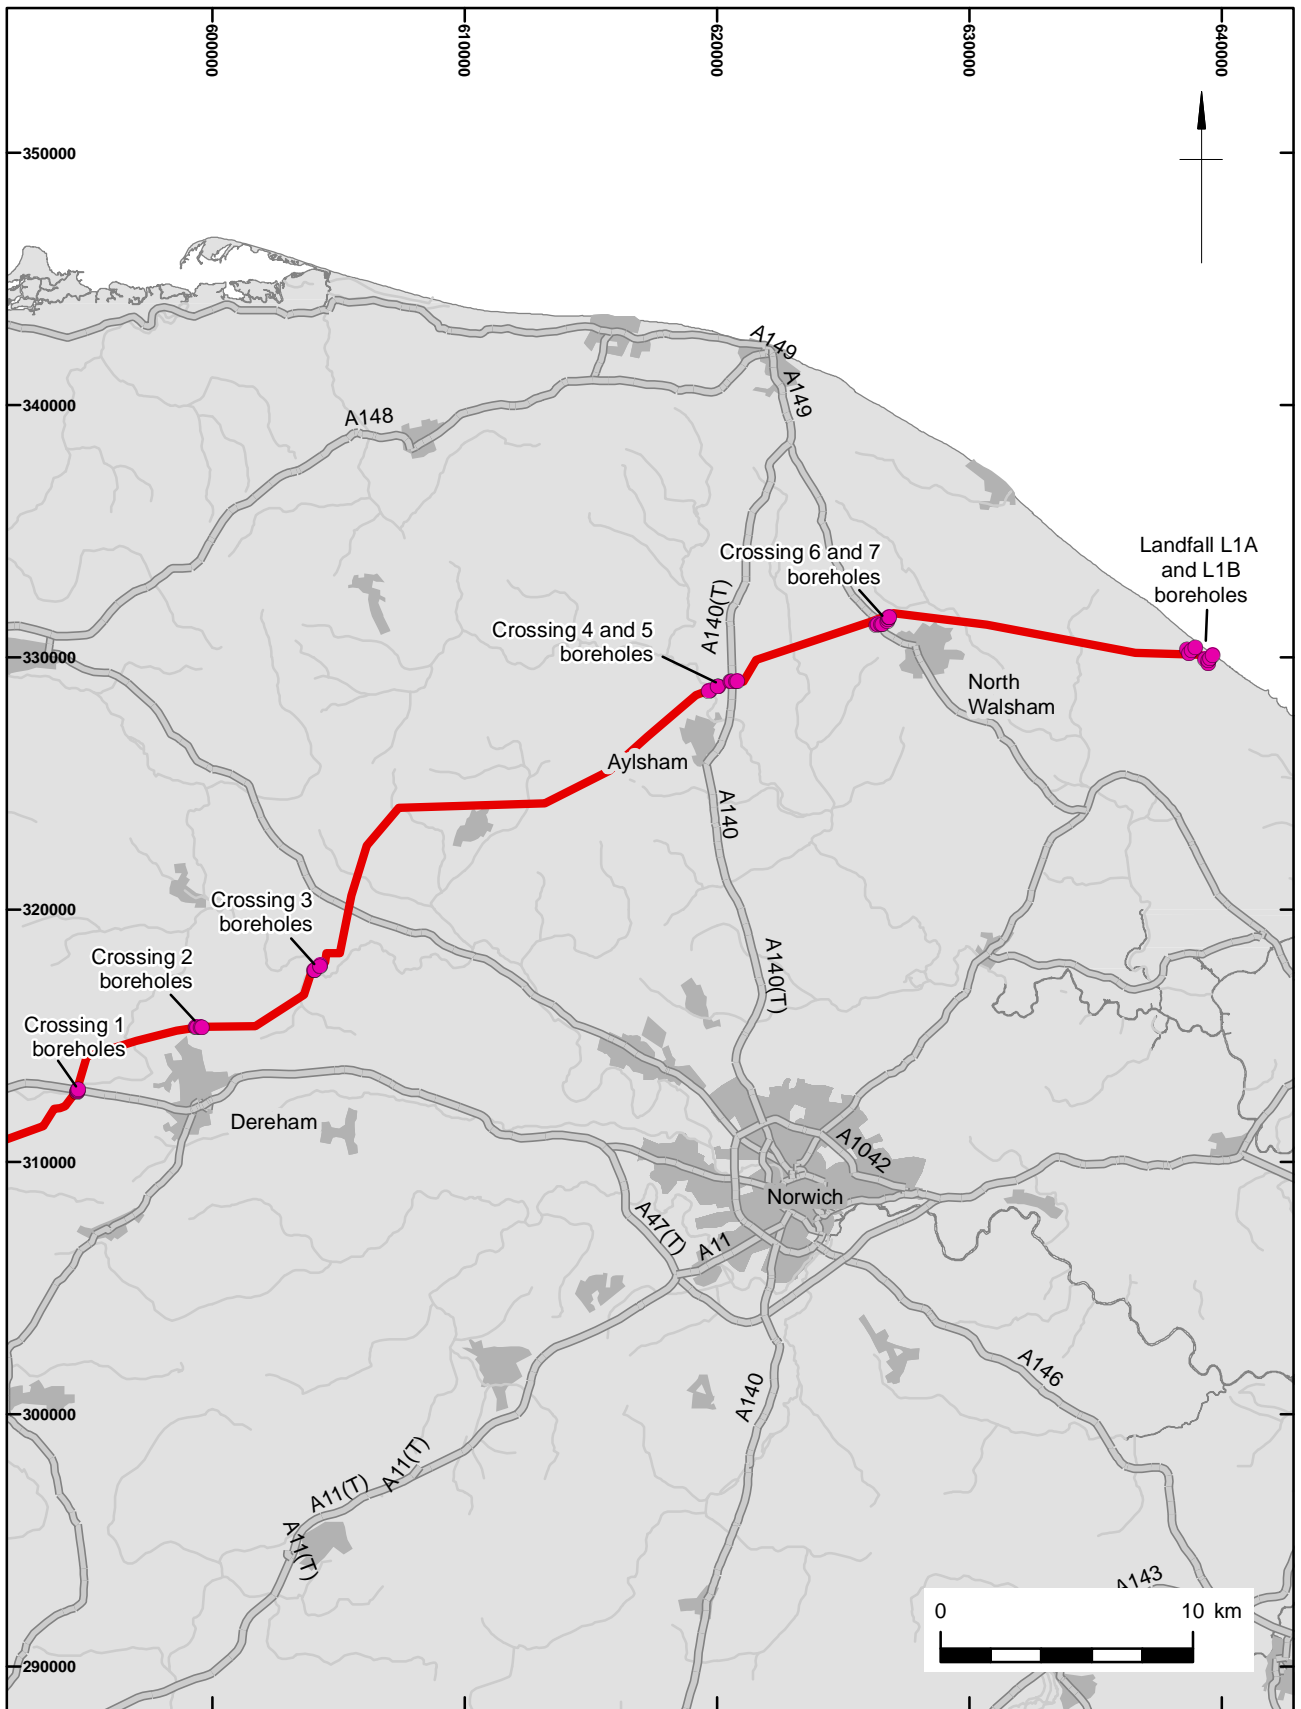 600000
610000
620000
630000
640000
350000
A149
A149
340000
A148
Landfall L1A
and L1B
boreholes
Crossing 6 and 7
boreholes
A140(T)
Crossing 4 and 5
boreholes
330000
North
Walsham
Aylsham
A140
Crossing 3
boreholes
320000
Crossing 2
boreholes
A140(T)
Crossing 1
boreholes
Dereham
A1042
310000
Norwich
A47(T)
A11
A146
A140
300000
A11(T)
A11(T)
A11(T)
A143
0
10 km
290000